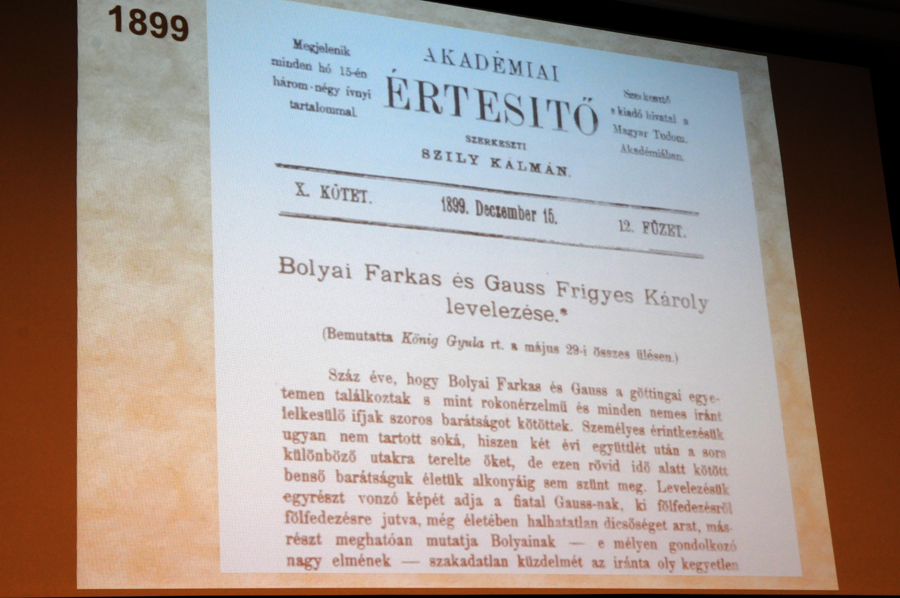 1899
Megjelenik
minden hó 15-én
három-négy ívnyi
tartalommal.
AKADÉMIAI
ÉRTESITŐ
SZERKESZTI
SZILY KÁLMÁN.
Szerkesztő
e kiadó hivatal a
Magyar Tudom.
Akadémiában.
X. KÖTET.
1899. Deczember 15.
12. FÜZET.
Bolyai Farkas és Gauss Frigyes Károly
levelezése.*
(Bemutatta König Gyula rt. a május 29-i összes ülésen.)
Száz éve, hogy Bolyai Farkas és Gauss a göttingai egye-
temen találkoztak s mint rokonérzelmű és minden nemes iránt
lelkesülő ifjak szoros barátságot kötöttek. Személyes érintkezésük
ugyan nem tartott soká, hiszen két évi együttlét után a sors
különböző utakra terelte őket, de ezen rövid idő alatt kötött
benső barátságuk életük alkonyáig sem szünt meg. Levelezésük
egyrészt vonzó képét adja a fiatal Gauss-nak, ki fölfedezésről
fölfedezésre jutva, még életében halhatatlan dicsőséget arat, más-
részt meghatóan mutatja Bolyainak — e mélyen gondolkozó
nagy elmének — szakadatlan küzdelmét az iránta oly kegyetlen